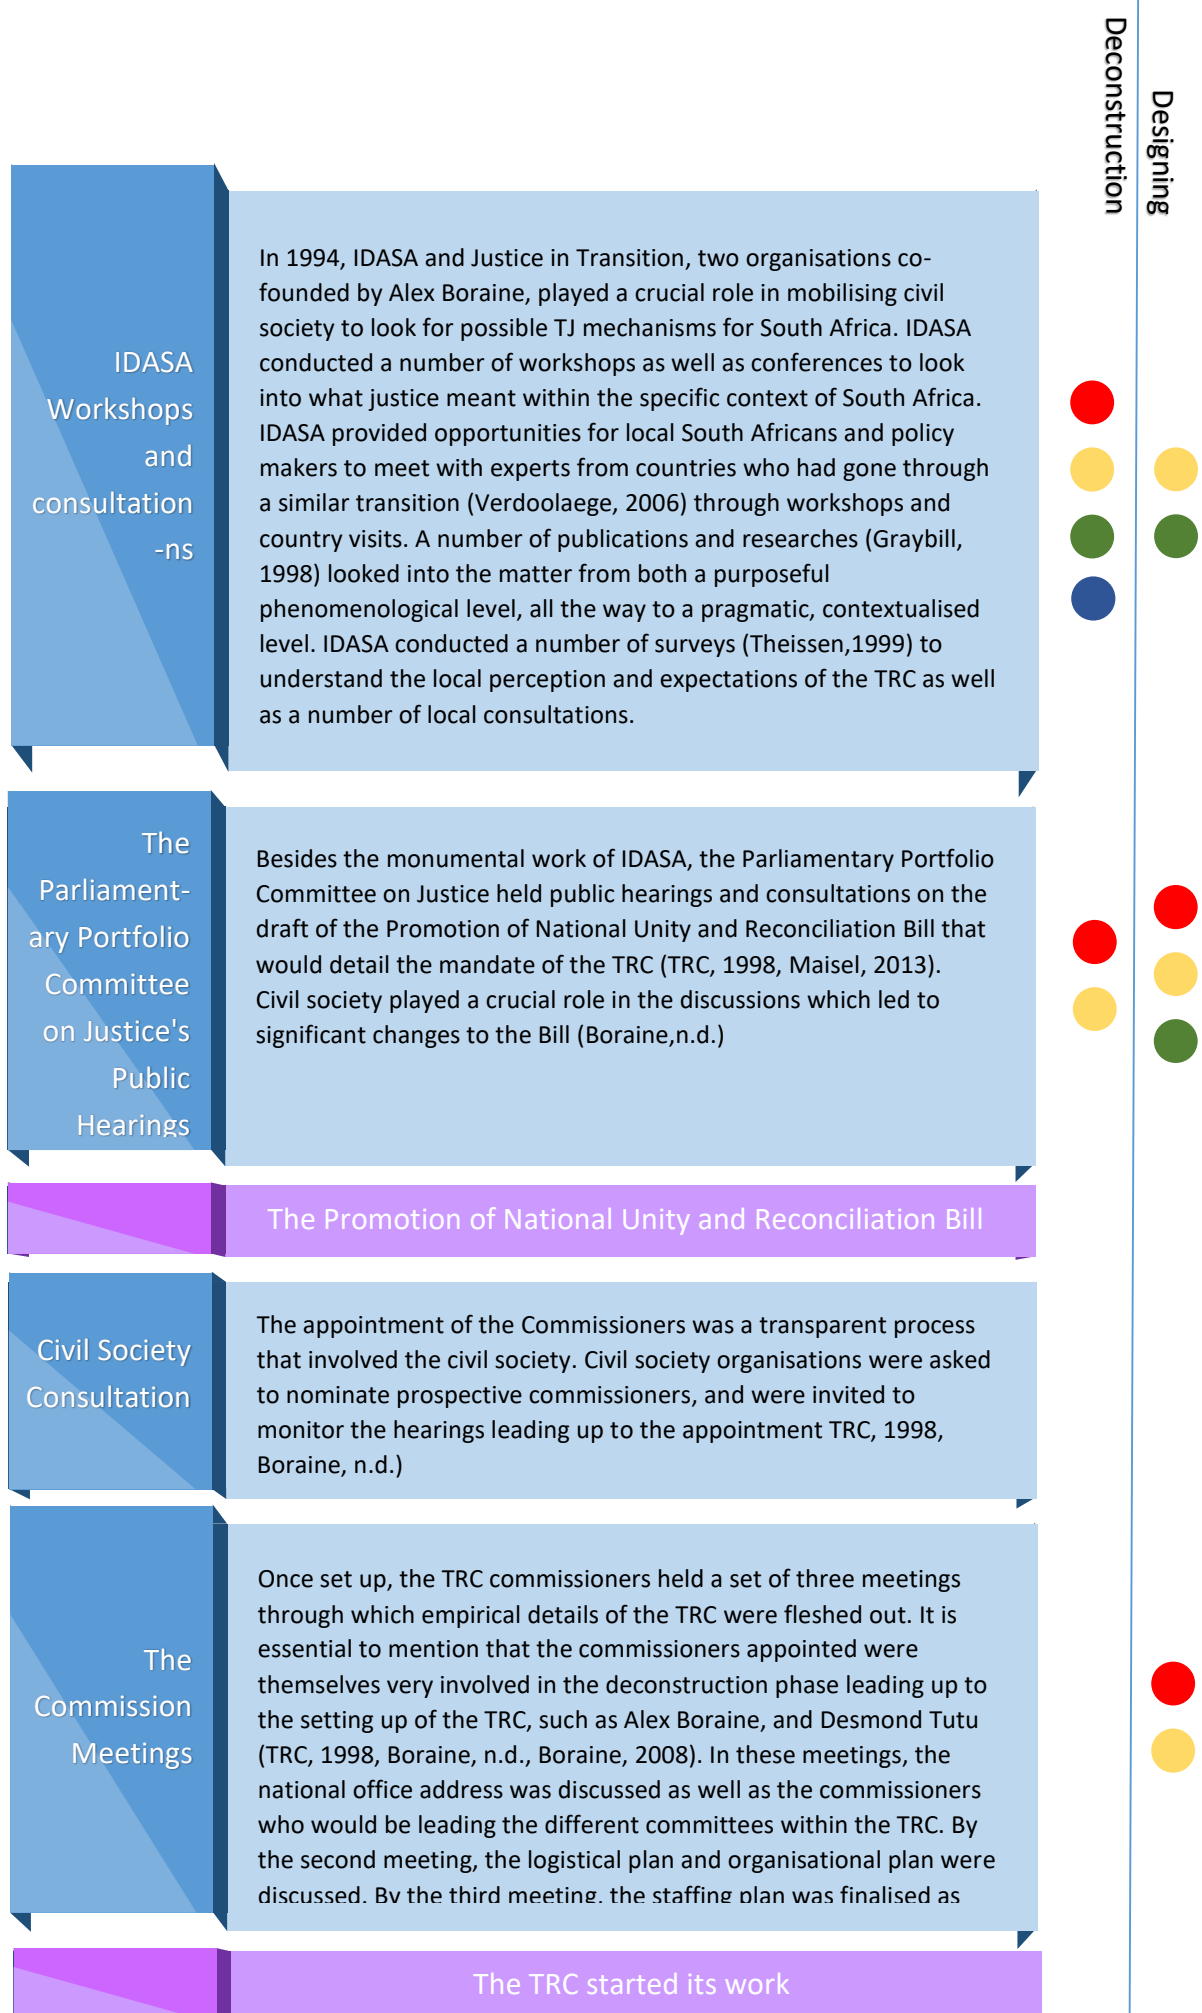 Deconstruction
Designing
IDASA
Workshops
and
consultation
-ns
In 1994, IDASA and Justice in Transition, two organisations co-
founded by Alex Boraine, played a crucial role in mobilising civil
society to look for possible TJ mechanisms for South Africa. IDASA
conducted a number of workshops as well as conferences to look
into what justice meant within the specific context of South Africa.
IDASA provided opportunities for local South Africans and policy
makers to meet with experts from countries who had gone through
a similar transition (Verdoolaege, 2006) through workshops and
country visits. A number of publications and researches (Graybill,
1998) looked into the matter from both a purposeful
phenomenological level, all the way to a pragmatic, contextualised
level. IDASA conducted a number of surveys (Theissen,1999) to
understand the local perception and expectations of the TRC as well
as a number of local consultations.
The
Parliament-
ary Portfolio
Committee
on Justice's
Public
Hearings
Besides the monumental work of IDASA, the Parliamentary Portfolio
Committee on Justice held public hearings and consultations on the
draft of the Promotion of National Unity and Reconciliation Bill that
would detail the mandate of the TRC (TRC, 1998, Maisel, 2013).
Civil society played a crucial role in the discussions which led to
significant changes to the Bill (Boraine,n.d.)
The Promotion of National Unity and Reconciliation Bill
Civil Society
Consultation
The appointment of the Commissioners was a transparent process
that involved the civil society. Civil society organisations were asked
to nominate prospective commissioners, and were invited to
monitor the hearings leading up to the appointment TRC, 1998,
Boraine, n.d.)
The
Commission
Meetings
Once set up, the TRC commissioners held a set of three meetings
through which empirical details of the TRC were fleshed out. It is
essential to mention that the commissioners appointed were
themselves very involved in the deconstruction phase leading up to
the setting up of the TRC, such as Alex Boraine, and Desmond Tutu
(TRC, 1998, Boraine, n.d., Boraine, 2008). In these meetings, the
national office address was discussed as well as the commissioners
who would be leading the different committees within the TRC. By
the second meeting, the logistical plan and organisational plan were
discussed. By the third meeting, the staffing plan was finalised as
The TRC started its work